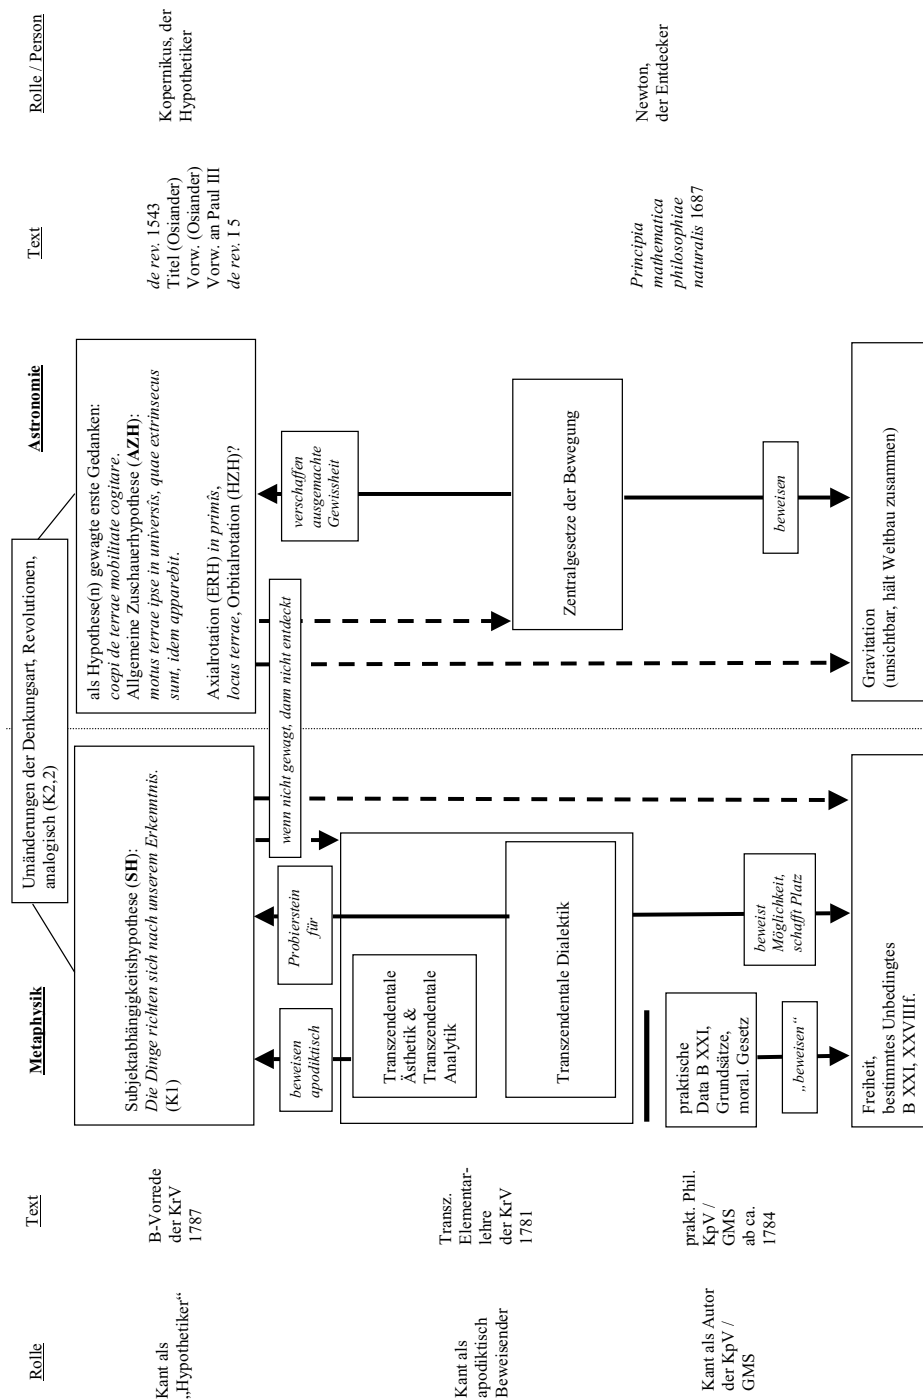 Rolle
Text
Metaphysik
Astronomie
Text
Rolle / Person
Umänderungen der Denkungsart, Revolutionen,
analogisch (K2,2)
Kant als
„Hypothetiker“
B-Vorrede
der KrV
1787
Subjektabhängigkeitshypothese (SH):
Die Dinge richten sich nach unserem Erkenntnis.
(K1)
als Hypothese(n) gewagte erste Gedanken:
coepi de terrae mobilitate cogitare.
Allgemeine Zuschauerhypothese (AZH):
motus terrae ipse in universis, quae extrinsecus
sunt, idem apparebit.
Axialrotation (ERH) in primîs,
locus terrae, Orbitalrotation (HZH)?
de rev. 1543
Titel (Osiander)
Vorw. (Osiander)
Vorw. an Paul III
de rev. I 5
Kopernikus, der
Hypothetiker
beweisen
apodiktisch
Probierstein
für
wenn nicht gewagt, dann nicht entdeckt
verschaffen
ausgemachte
Gewissheit
Kant als
apodiktisch
Beweisender
Transz.
Elementar-
lehre
der KrV
1781
Transzendentale
Ästhetik &
Transzendentale
Analytik
Transzendentale Dialektik
Zentralgesetze der Bewegung
Principia
mathematica
philosophiae
naturalis 1687
Newton,
der Entdecker
Kant als Autor
der KpV /
GMS
prakt. Phil.
KpV /
GMS
ab ca.
1784
praktische
Data B XXI,
Grundsätze,
moral. Gesetz
„beweisen“
beweist
Möglichkeit,
schafft Platz
beweisen
Freiheit,
bestimmtes Unbedingtes
B XXI, XXVIIIf.
Gravitation
(unsichtbar, hält Weltbau zusammen)